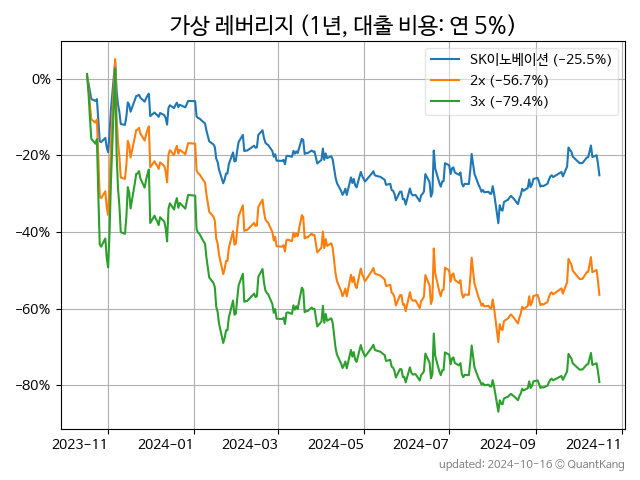 가상 레버리지 (1년, 대출 비용: 연 5%)
SK이노베이션 (−25.5%)
2x (−56.7%)
3x (−79.4%)
0%
−20%
−40%
−60%
−80%
2023-11 2024-01 2024-03 2024-05 2024-07 2024-09 2024-11
updated: 2024-10-16 © QuantKang